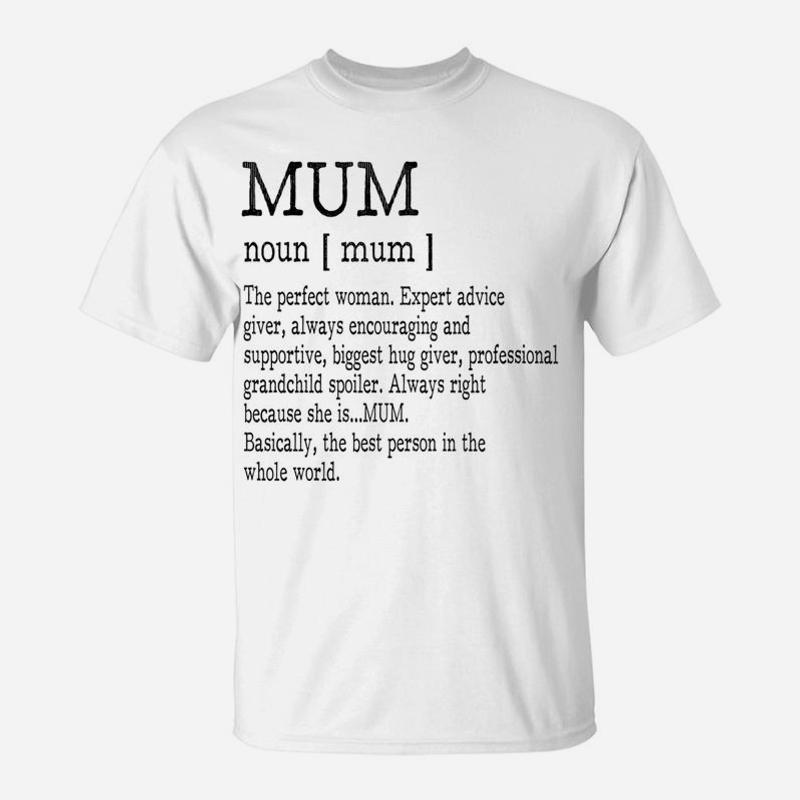 MUM
noun [ mum ]
The perfect woman. Expert advice
giver, always encouraging and
supportive, biggest hug giver, professional
grandchild spoiler. Always right
because she is...MUM.
Basically, the best person in the
whole world.